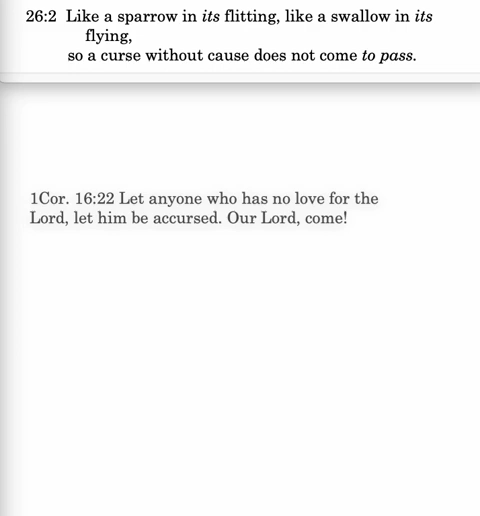 26:2 Like a sparrow in its flitting, like a swallow in its
flying,
so a curse without cause does not come to pass.
1Cor. 16:22 Let anyone who has no love for the
Lord, let him be accursed. Our Lord, come!